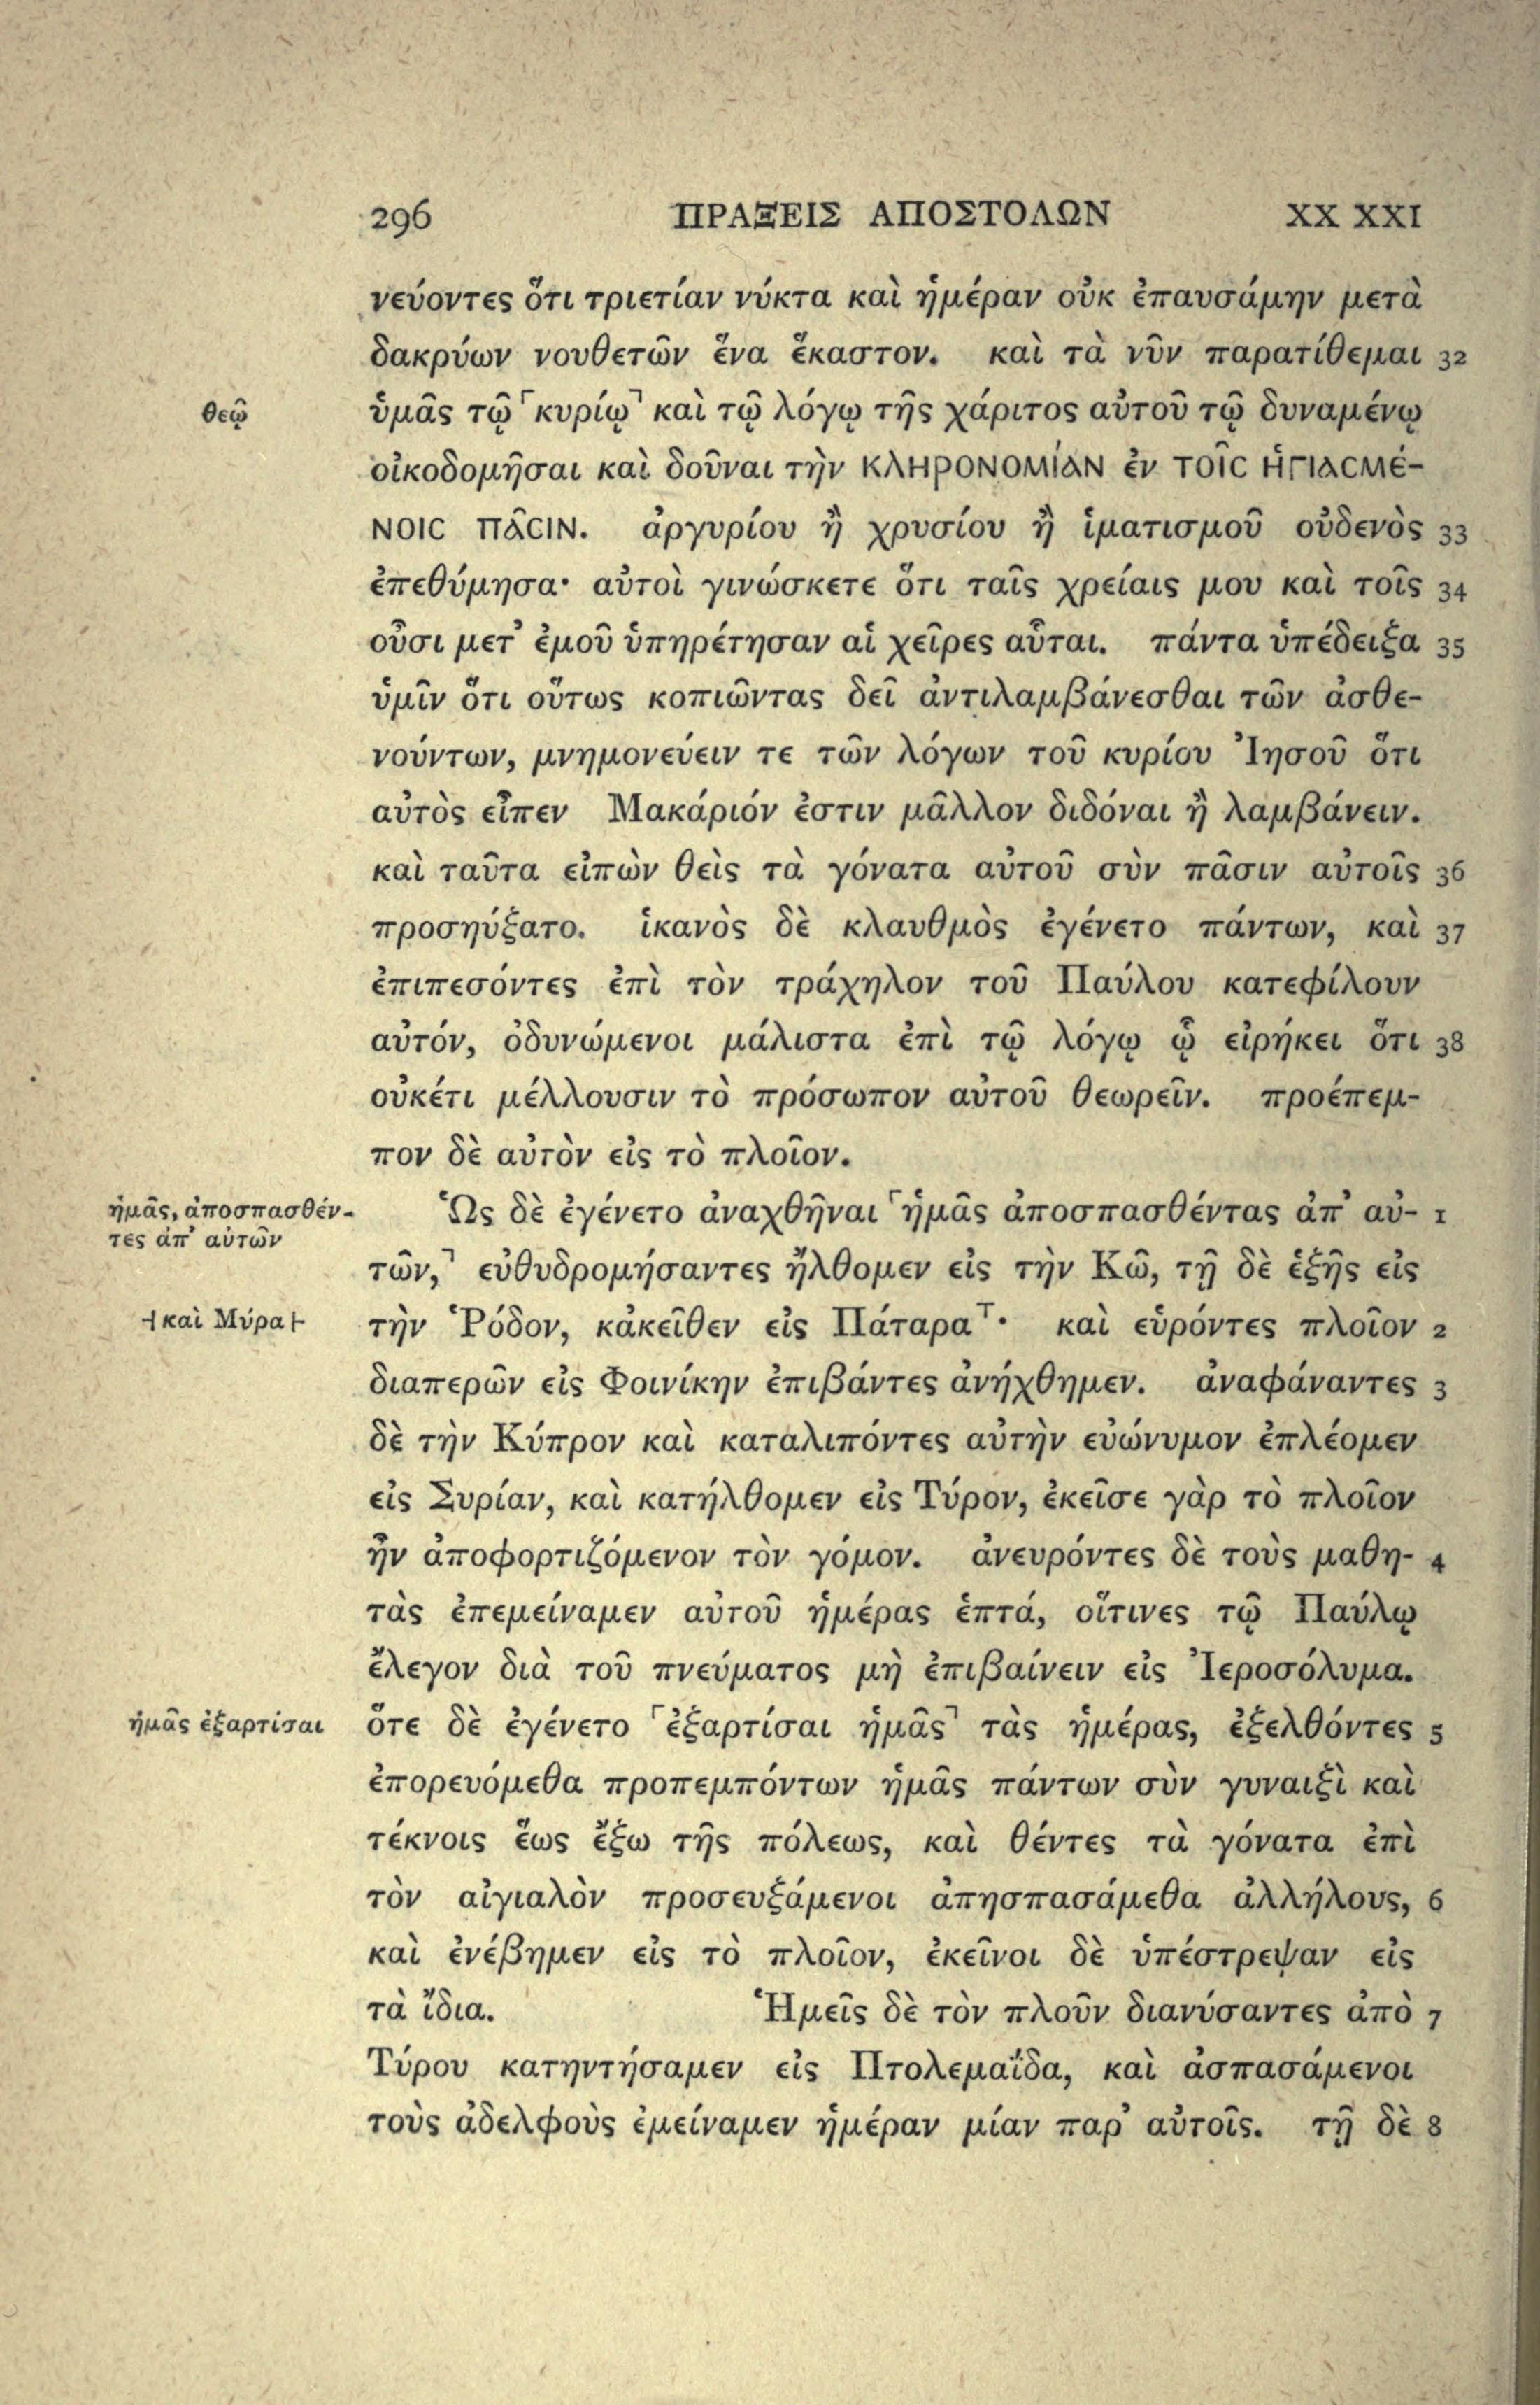 296 ΠΡΑΞΕΙΣ ΑΠΟΣΤΟΛΩΝ XX XXI
νεύοντες ὅτι τριετίαν νύκτα καὶ ἡμέραν οὐκ ἐπαυσάμην μετὰ
δακρύων νουθετῶν ἕνα ἕκαστον. καὶ τὰ νῦν παρατίθεμαι 32
θεῷ
ὑμᾶς τῷ ⸀κυρίῳ⸃ καὶ τῷ λόγῳ τῆς χάριτος αὐτοῦ τῷ δυναμένῳ
οἰκοδομῆσαι καὶ δοῦναι τὴν ΚΛΗΡΟΝΟΜΊΑΝ ἐν ΤΟῖϹ ἩΓΙΑϹΜΈ-
ΝΟΙϹ Πᾶϲιν. ἀργυρίου ἢ χρυσίου ἢ ἱματισμοῦ οὐδενὸς 33
ἐπεθύμησα· αὐτοὶ γινώσκετε ὅτι ταῖς χρείαις μου καὶ τοῖς 34
οὖσι μετ' ἐμοῦ ὑπηρέτησαν αἱ χεῖρες αὗται. πάντα ὑπέδειξα 35
ὑμῖν ὅτι οὕτως κοπιῶντας δεῖ ἀντιλαμβάνεσθαι τῶν ἀσθε-
νούντων, μνημονεύειν τε τῶν λόγων τοῦ κυρίου Ἰησοῦ ὅτι
αὐτὸς εἶπεν Μακάριόν ἐστιν μᾶλλον διδόναι ἢ λαμβάνειν.
καὶ ταῦτα εἰπὼν θεὶς τὰ γόνατα αὐτοῦ σὺν πᾶσιν αὐτοῖς 36
προσηύξατο. ἱκανὸς δὲ κλαυθμὸς ἐγένετο πάντων, καὶ 37
ἐπιπεσόντες ἐπὶ τὸν τράχηλον τοῦ Παύλου κατεφίλουν
αὐτόν, ὀδυνώμενοι μάλιστα ἐπὶ τῷ λόγῳ ᾧ εἰρήκει ὅτι 38
οὐκέτι μέλλουσιν τὸ πρόσωπον αὐτοῦ θεωρεῖν. προέπεμ-
πον δὲ αὐτὸν εἰς τὸ πλοῖον.
ἡμᾶς, ἀποσπασθέν-
τες ἀπ' αὐτῶν
Ὡς δὲ ἐγένετο ἀναχθῆναι ⸂ἡμᾶς ἀποσπασθέντας ἀπ' αὐ- 1
τῶν,⸃ εὐθυδρομήσαντες ἤλθομεν εἰς τὴν Κῶ, τῇ δὲ ἑξῆς εἰς
⊣καὶ Μύρα⊢
τὴν Ῥόδον, κἀκεῖθεν εἰς Πάταρα⸆· καὶ εὑρόντες πλοῖον 2
διαπερῶν εἰς Φοινίκην ἐπιβάντες ἀνήχθημεν. ἀναφάναντες 3
δὲ τὴν Κύπρον καὶ καταλιπόντες αὐτὴν εὐώνυμον ἐπλέομεν
εἰς Συρίαν, καὶ κατήλθομεν εἰς Τύρον, ἐκεῖσε γὰρ τὸ πλοῖον
ἦν ἀποφορτιζόμενον τὸν γόμον. ἀνευρόντες δὲ τοὺς μαθη- 4
τὰς ἐπεμείναμεν αὐτοῦ ἡμέρας ἑπτά, οἵτινες τῷ Παύλῳ
ἔλεγον διὰ τοῦ πνεύματος μὴ ἐπιβαίνειν εἰς Ἰεροσόλυμα.
ἡμᾶς ἐξαρτίσαι
ὅτε δὲ ἐγένετο ⸂ἐξαρτίσαι ἡμᾶς⸃ τὰς ἡμέρας, ἐξελθόντες 5
ἐπορευόμεθα προπεμπόντων ἡμᾶς πάντων σὺν γυναιξὶ καὶ
τέκνοις ἕως ἔξω τῆς πόλεως, καὶ θέντες τὰ γόνατα ἐπὶ
τὸν αἰγιαλὸν προσευξάμενοι ἀπησπασάμεθα ἀλλήλους, 6
καὶ ἐνέβημεν εἰς τὸ πλοῖον, ἐκεῖνοι δὲ ὑπέστρεψαν εἰς
τὰ ἴδια. Ἡμεῖς δὲ τὸν πλοῦν διανύσαντες ἀπὸ 7
Τύρου κατηντήσαμεν εἰς Πτολεμαΐδα, καὶ ἀσπασάμενοι
τοὺς ἀδελφοὺς ἐμείναμεν ἡμέραν μίαν παρ' αὐτοῖς. τῇ δὲ 8